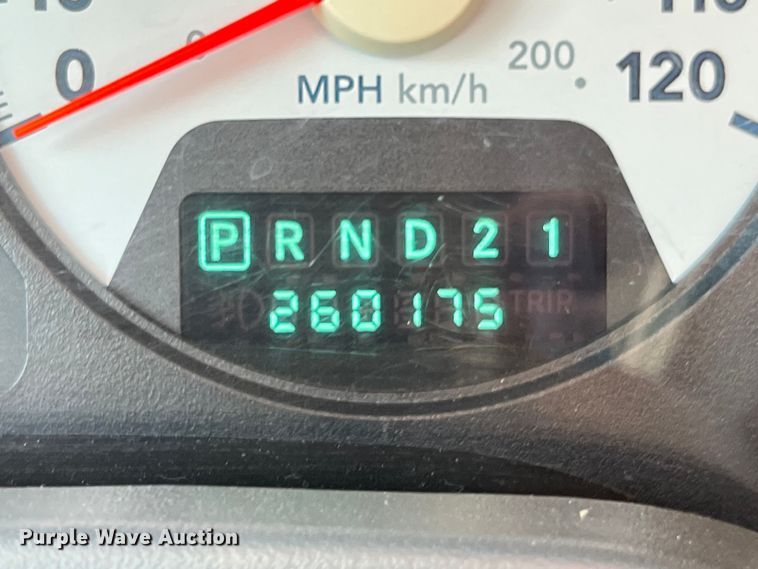 0
MPH km/h
200
120
P R N D 2 1
260175
TRIP
Purple Wave Auction